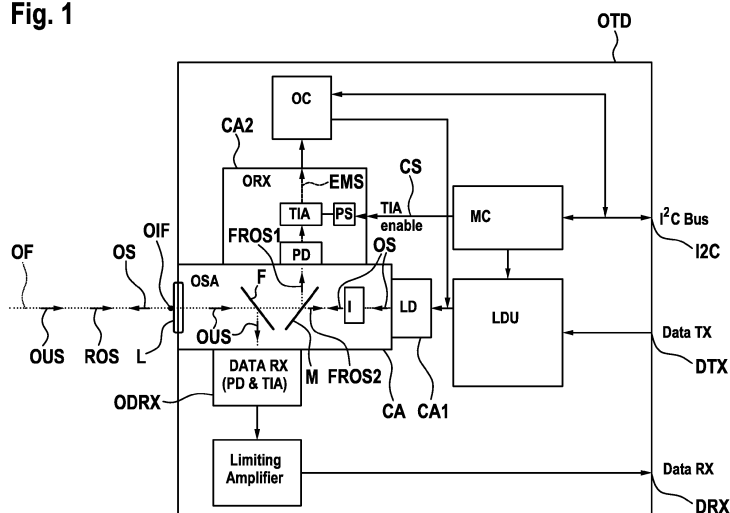 Fig. 1
OTD
OC
CA2
ORX
EMS
CS
TIA
PS
TIA
enable
MC
I²C Bus
I2C
FROS1
PD
OS
OIF
OF
OS
OSA
F
I
LD
LDU
Data TX
DTX
OUS
ROS
L
OUS
M
FROS2
CA
CA1
DATA RX
(PD & TIA)
ODRX
Limiting
Amplifier
Data RX
DRX